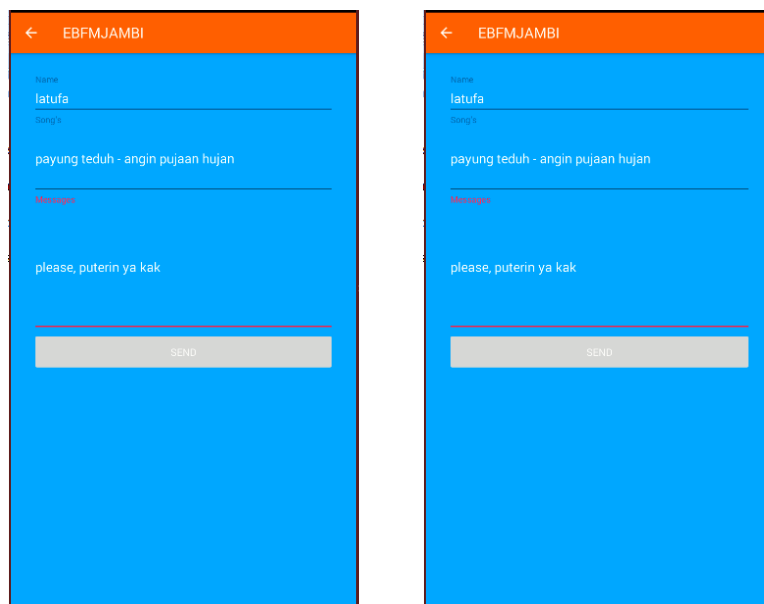 EBFMJAMBI
Name
latufa
Song's
payung teduh - angin pujaan hujan
Messages
please, puterin ya kak
SEND
EBFMJAMBI
Name
latufa
Song's
payung teduh - angin pujaan hujan
Messages
please, puterin ya kak
SEND